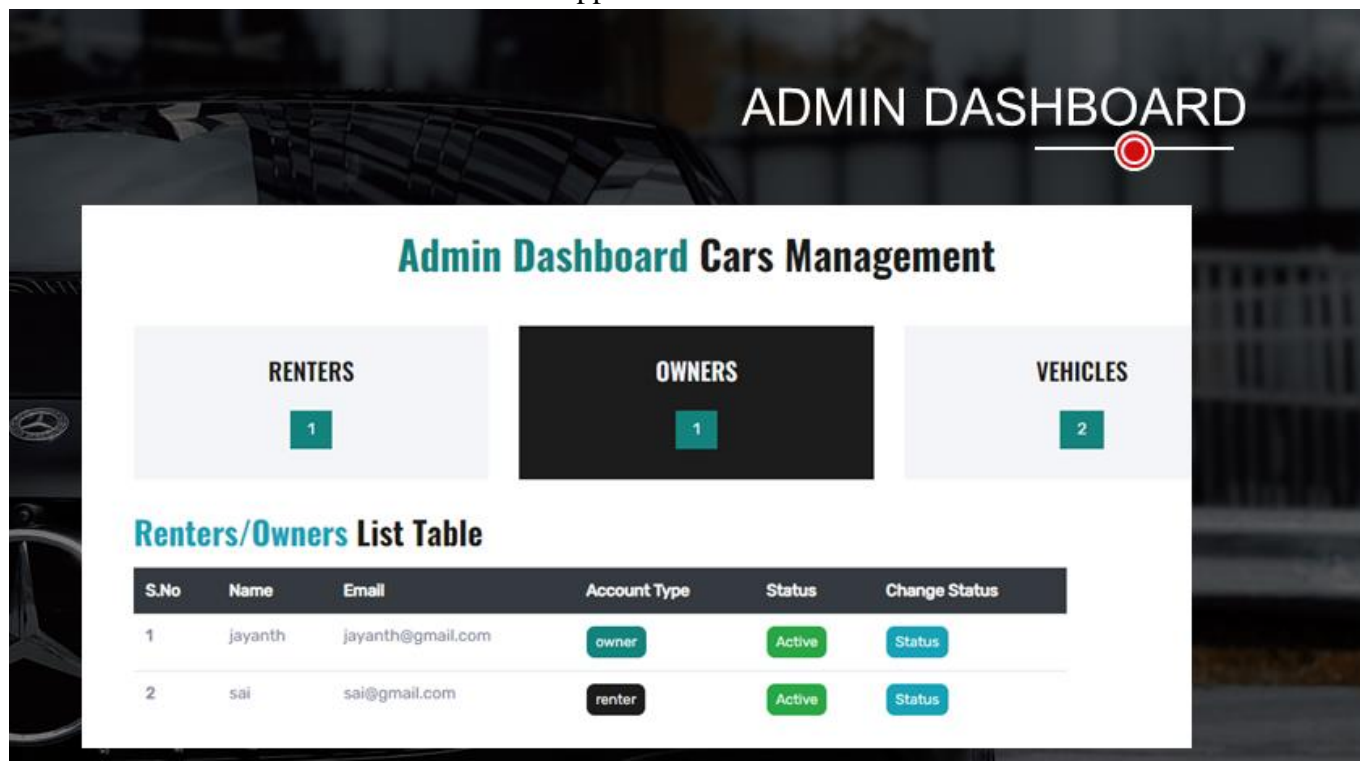 ADMIN DASHBOARD
Admin Dashboard Cars Management
RENTERS OWNERS VEHICLES
1 1 2
Renters/Owners List Table
S.No Name Email Account Type Status Change Status
1 jayanth jayanth@gmail.com owner Active Status
2 sai sai@gmail.com renter Active Status